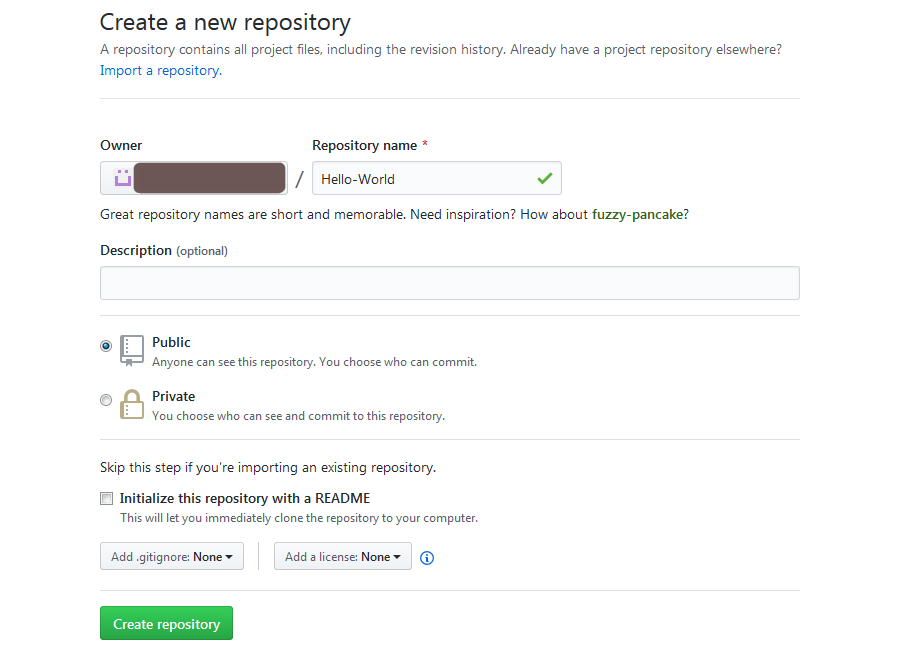 Create a new repository
A repository contains all project files, including the revision history. Already have a project repository elsewhere?
Import a repository.
Owner
Repository name *
/
Hello-World
Great repository names are short and memorable. Need inspiration? How about fuzzy-pancake?
Description (optional)
Public
Anyone can see this repository. You choose who can commit.
Private
You choose who can see and commit to this repository.
Skip this step if you’re importing an existing repository.
Initialize this repository with a README
This will let you immediately clone the repository to your computer.
Add .gitignore: None
Add a license: None
Create repository